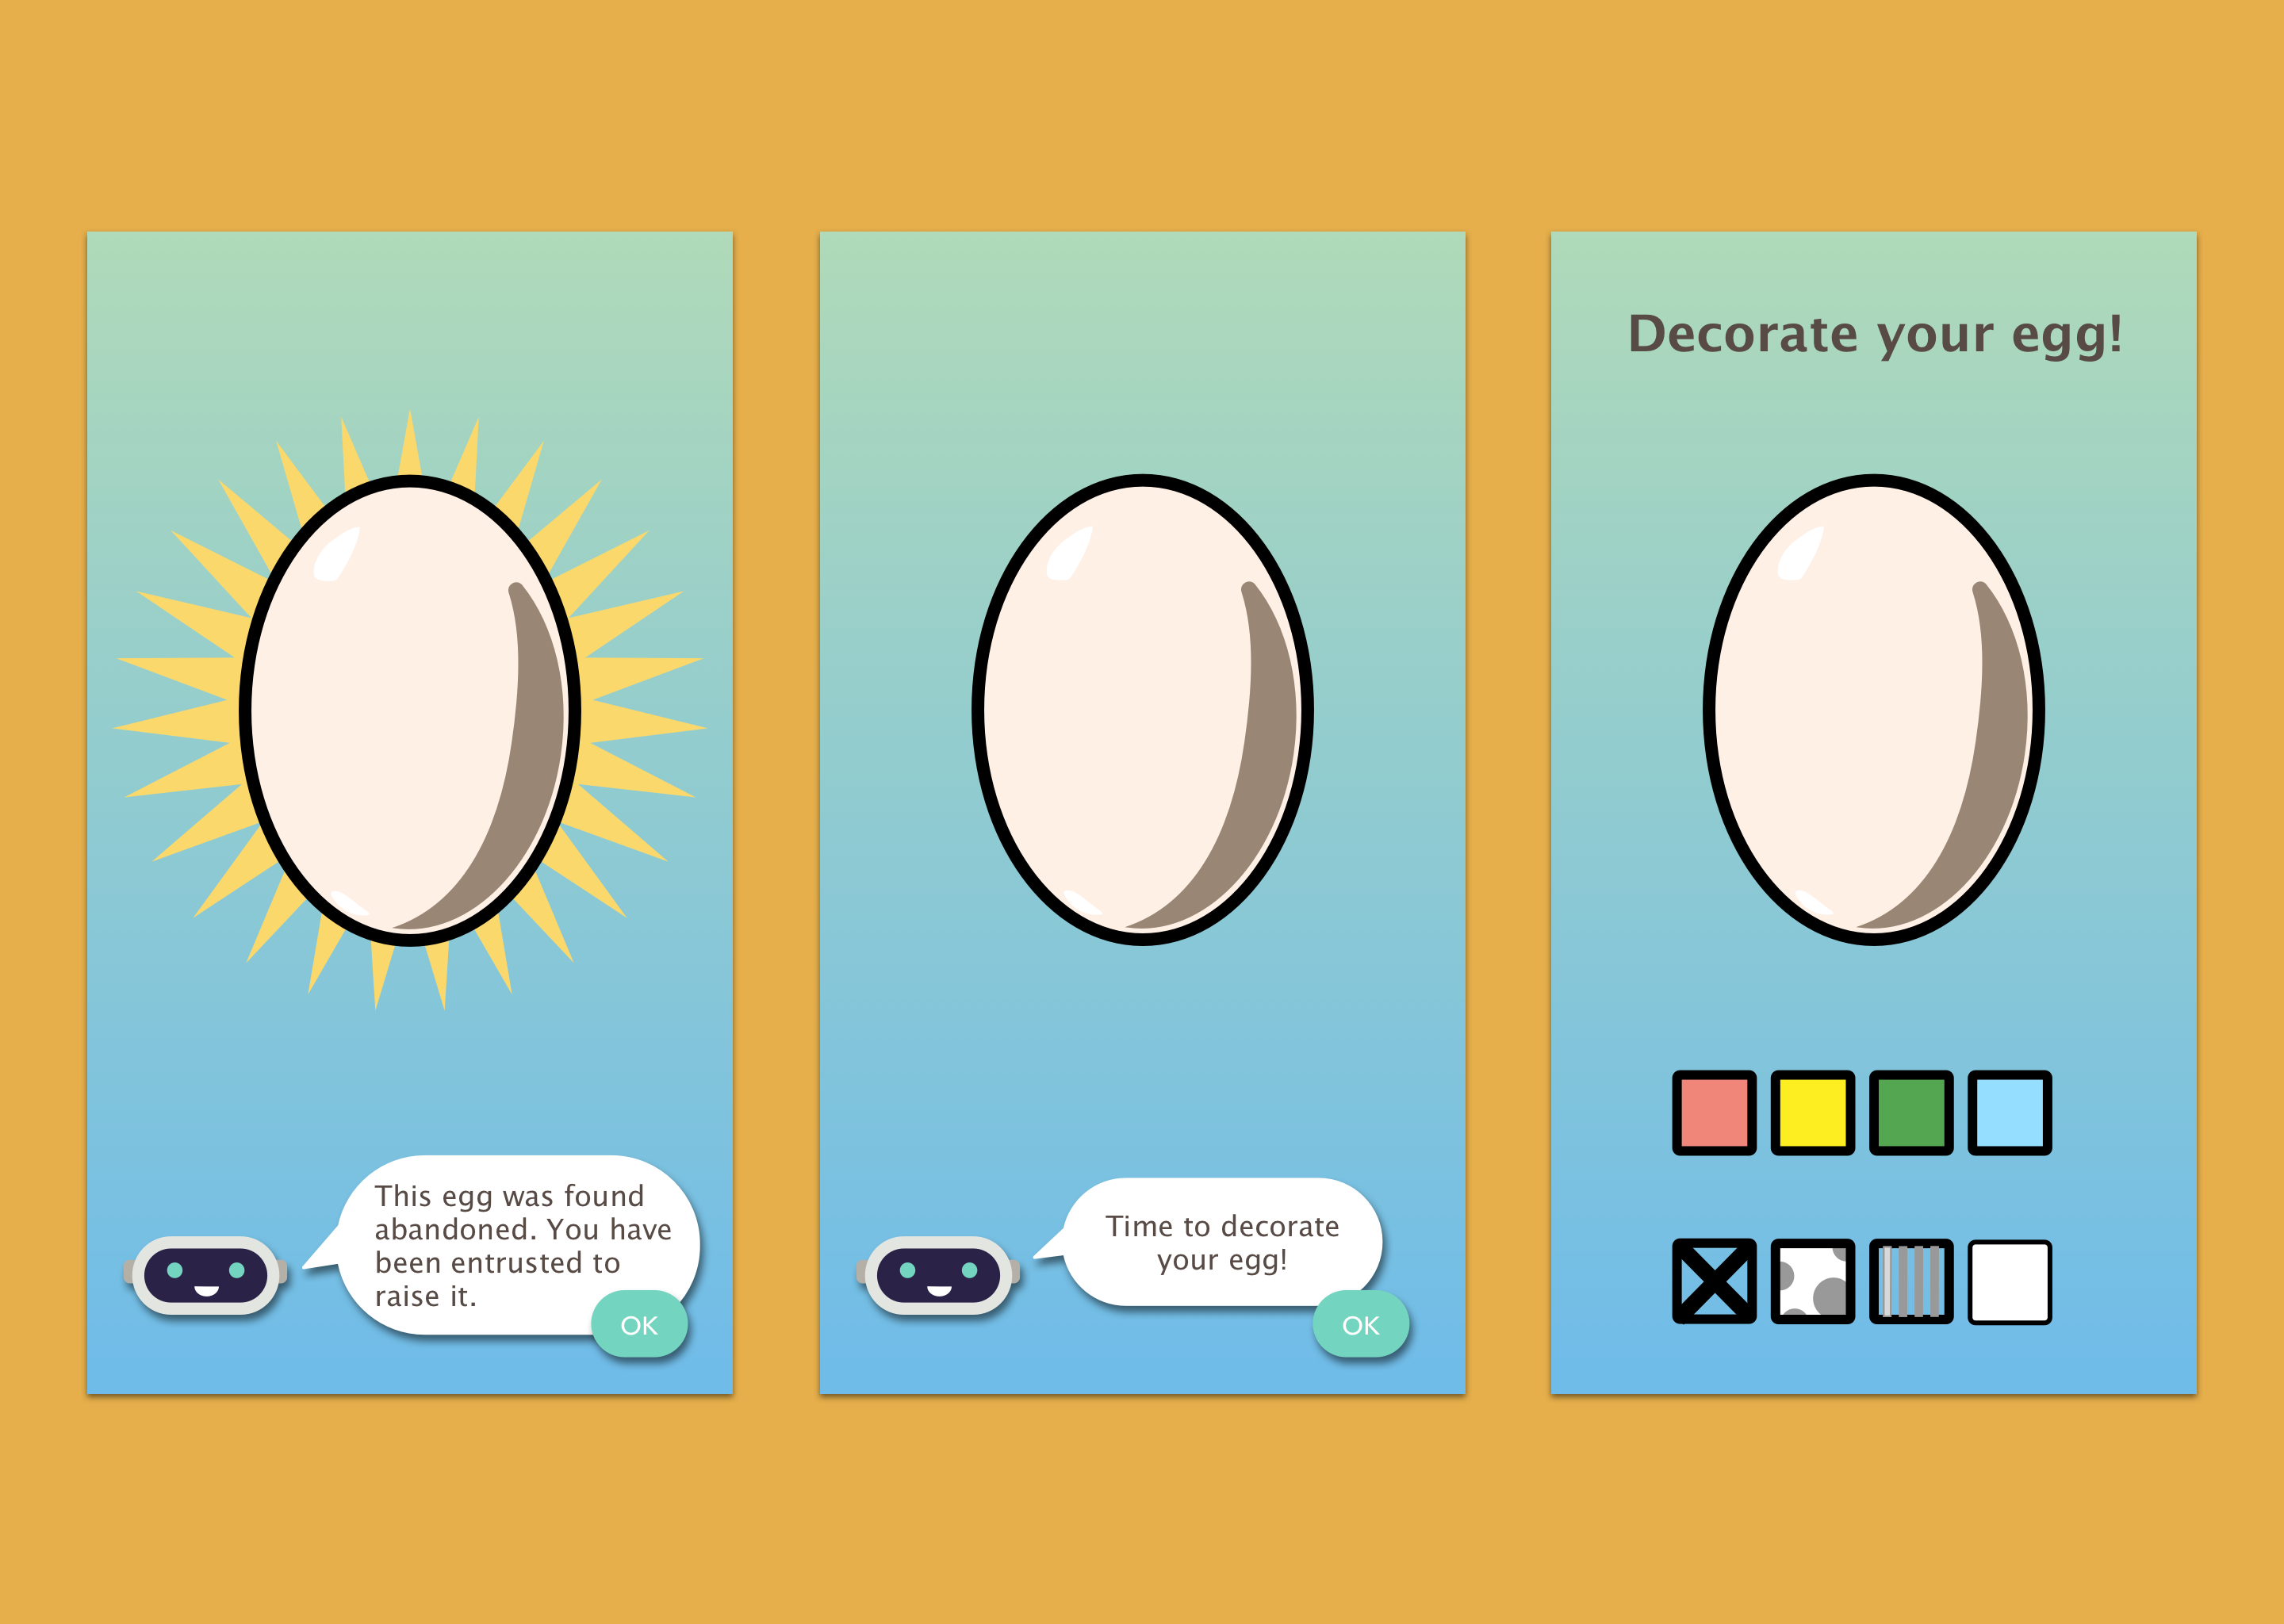 This egg was found
abandoned. You have
been entrusted to
raise it.
OK
Time to decorate
your egg!
OK
Decorate your egg!